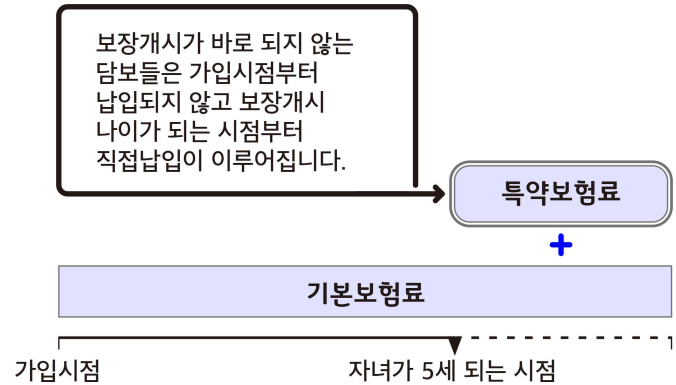 보장개시가 바로 되지 않는
담보들은 가입시점부터
납입되지 않고 보장개시
나이가 되는 시점부터
직접납입이 이루어집니다.
특약보험료
+
기본보험료
가입시점
자녀가 5세 되는 시점